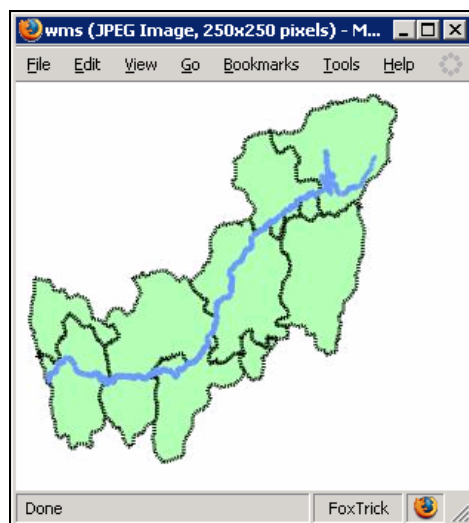 wms (JPEG Image, 250x250 pixels) - M...
File Edit View Go Bookmarks Tools Help
Done FoxTrick